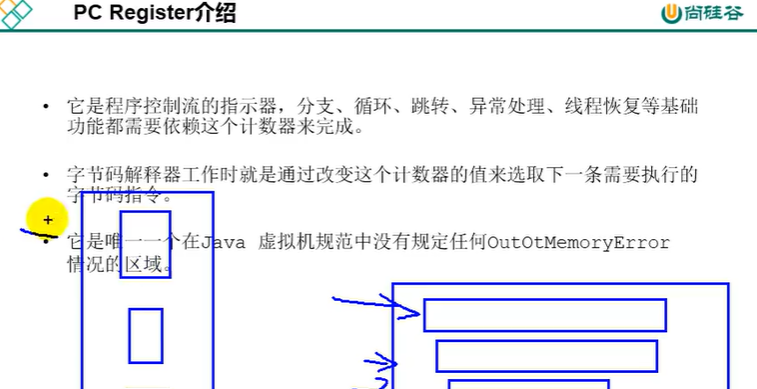 PC Register介绍
尚硅谷
• 它是程序控制流的指示器，分支、循环、跳转、异常处理、线程恢复等基础
功能都需要依赖这个计数器来完成。
• 字节码解释器工作时就是通过改变这个计数器的值来选取下一条需要执行的
字节码指令。
• 它是唯一一个在Java 虚拟机规范中没有规定任何OutOtMemoryError
情况的区域。